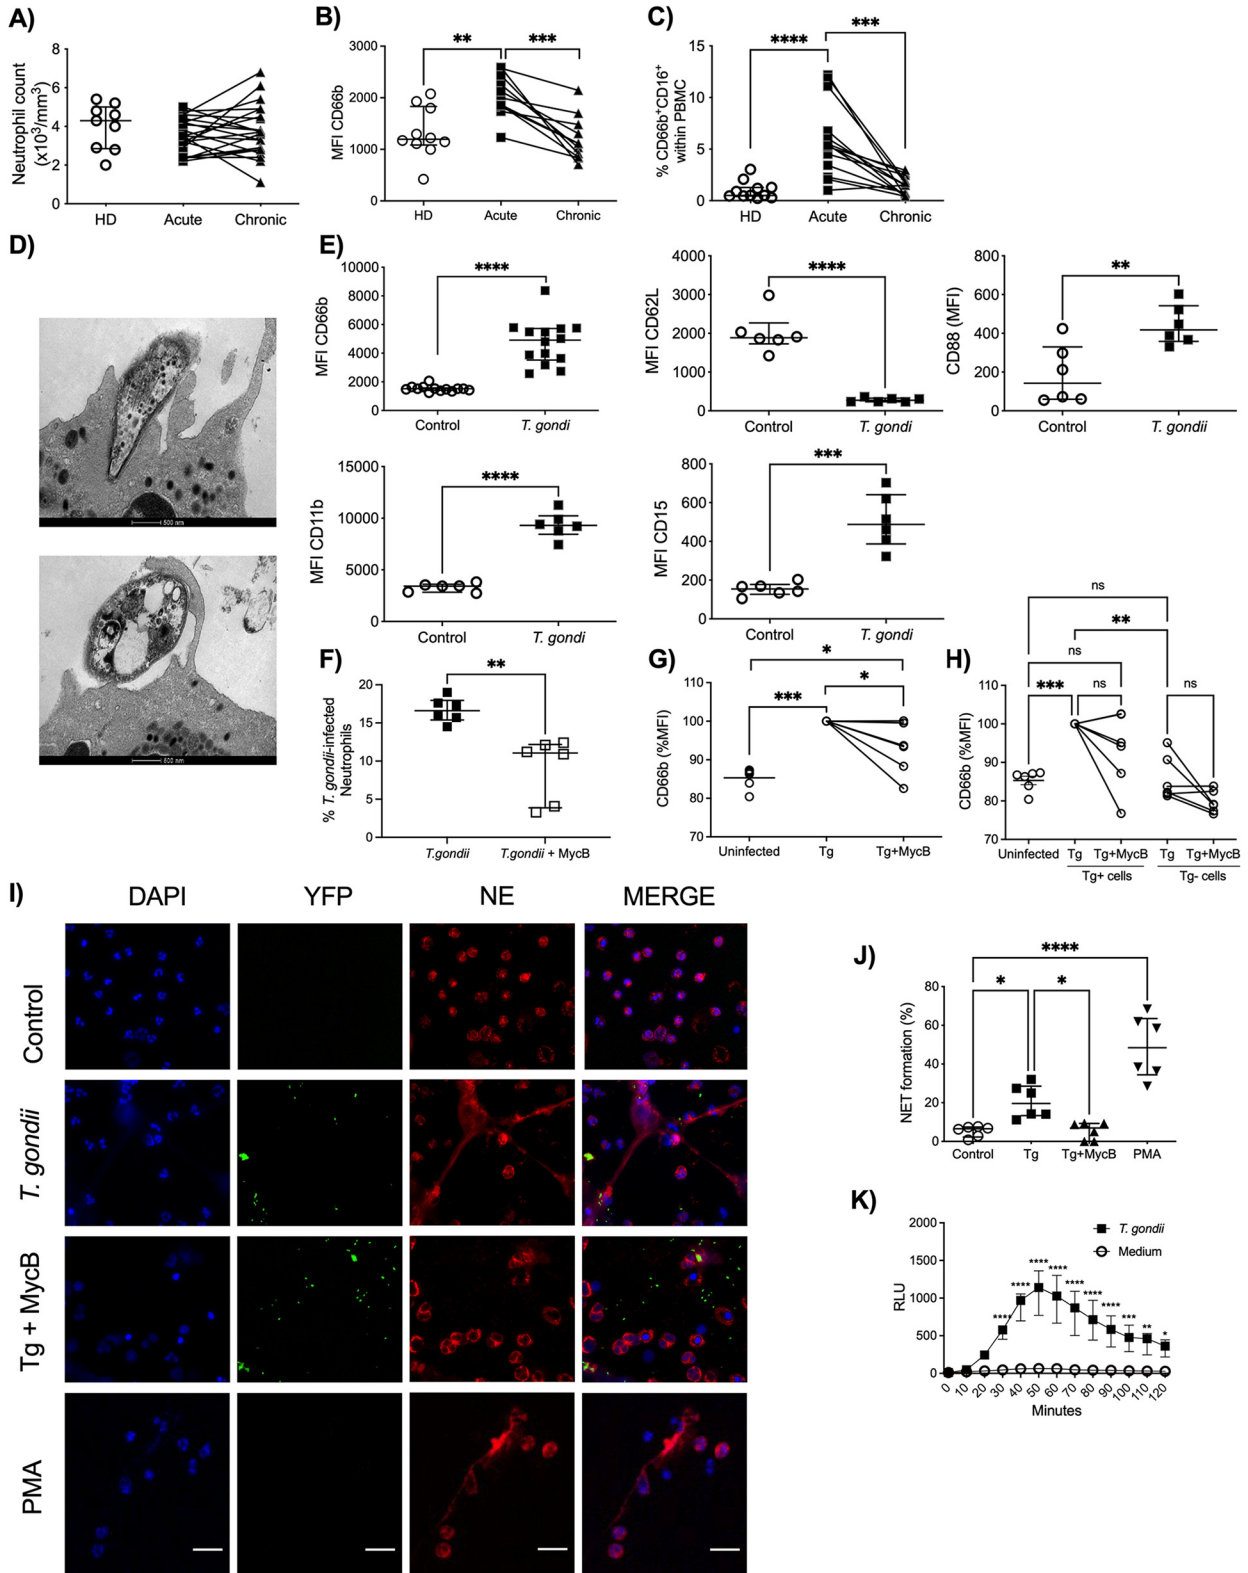 A)
Neutrophil count
(x10³/mm³)
8
6
4
2
0
HD
Acute
Chronic
B)
**
***
MFI CD66b
3000
2000
1000
0
HD
Acute
Chronic
C)
****
***
% CD66b⁺CD16⁺
within PBMC
15
10
5
0
HD
Acute
Chronic
D)
500 nm
500 nm
E)
****
MFI CD66b
10000
8000
6000
4000
2000
0
Control
T. gondi
****
MFI CD62L
4000
3000
2000
1000
0
Control
T. gondi
**
CD88 (MFI)
800
600
400
200
0
Control
T. gondii
****
MFI CD11b
15000
10000
5000
0
Control
T. gondi
***
MFI CD15
800
600
400
200
0
Control
T. gondi
F)
**
% T. gondii-infected
Neutrophils
20
15
10
5
0
T.gondii
T.gondii + MycB
G)
*
***
*
CD66b (%MFI)
110
100
90
80
70
Uninfected
Tg
Tg+MycB
H)
ns
**
ns
***
ns
ns
CD66b (%MFI)
110
100
90
80
70
Uninfected
Tg
Tg+MycB
Tg
Tg+MycB
Tg+ cells
Tg- cells
I)
DAPI
YFP
NE
MERGE
Control
T. gondii
Tg + MycB
PMA
J)
****
*
*
NET formation (%)
80
60
40
20
0
Control
Tg
Tg+MycB
PMA
K)
T. gondii
Medium
RLU
2000
1500
1000
500
0
****
****
****
****
****
****
****
***
**
*
0
10
20
30
40
50
60
70
80
90
100
110
120
Minutes